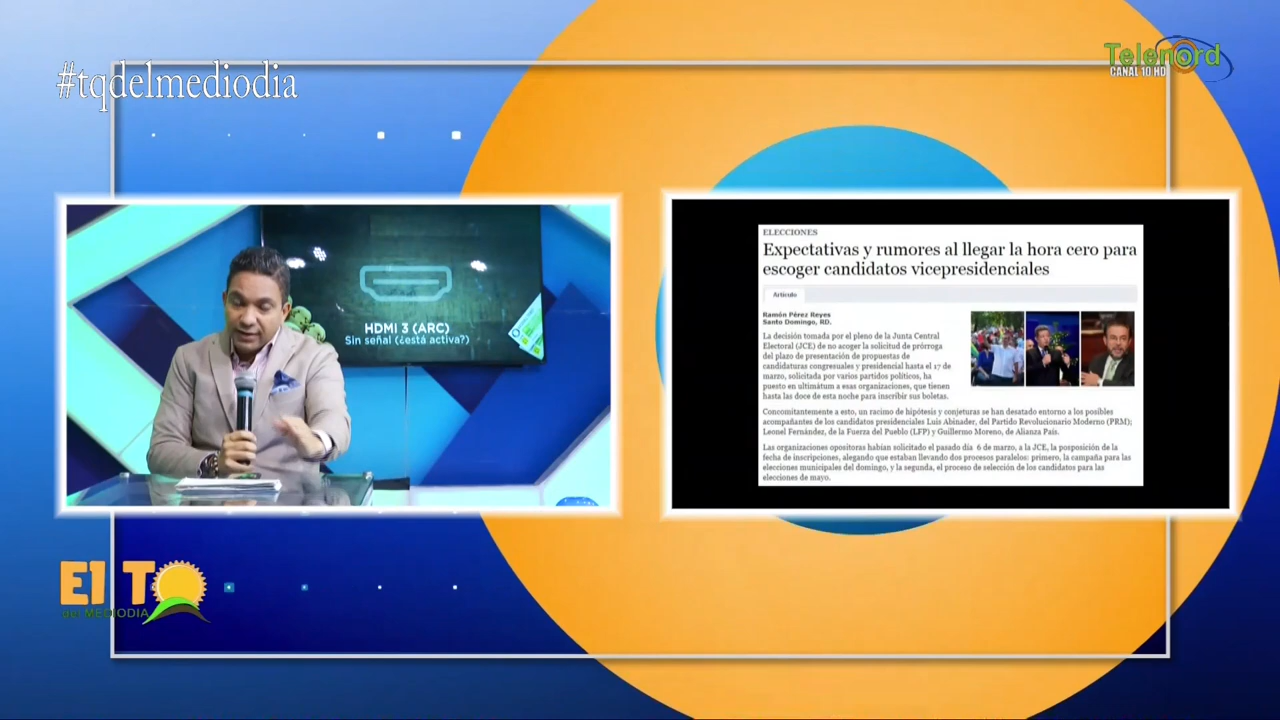 #tqdelmediodia
Telenord
CANAL 10 HD
HDMI 3 (ARC)
Sin señal (¿está activa?)
El T
del MEDIODIA
ELECCIONES
Expectativas y rumores al llegar la hora cero para
escoger candidatos vicepresidenciales
Artículo
Ramón Pérez Reyes
Santo Domingo, RD.
La decisión tomada por el pleno de la Junta Central
Electoral (JCE) de no acoger la solicitud de prórroga
del plazo de presentación de propuestas de
candidaturas congresuales y presidencial hasta el 17 de
marzo, solicitada por varios partidos políticos, ha
puesto en ultimátum a esas organizaciones, que tienen
hasta las doce de esta noche para inscribir sus boletas.
Concomitantemente a esto, un racimo de hipótesis y conjeturas se han desatado entorno a los posibles
acompañantes de los candidatos presidenciales Luis Abinader, del Partido Revolucionario Moderno (PRM);
Leonel Fernández, de la Fuerza del Pueblo (LFP) y Guillermo Moreno, de Alianza País.
Las organizaciones opositoras habían solicitado el pasado día 6 de marzo, a la JCE, la posposición de la
fecha de inscripciones, alegando que estaban llevando dos procesos paralelos: primero, la campaña para las
elecciones municipales del domingo, y la segunda, el proceso de selección de los candidatos para las
elecciones de mayo.